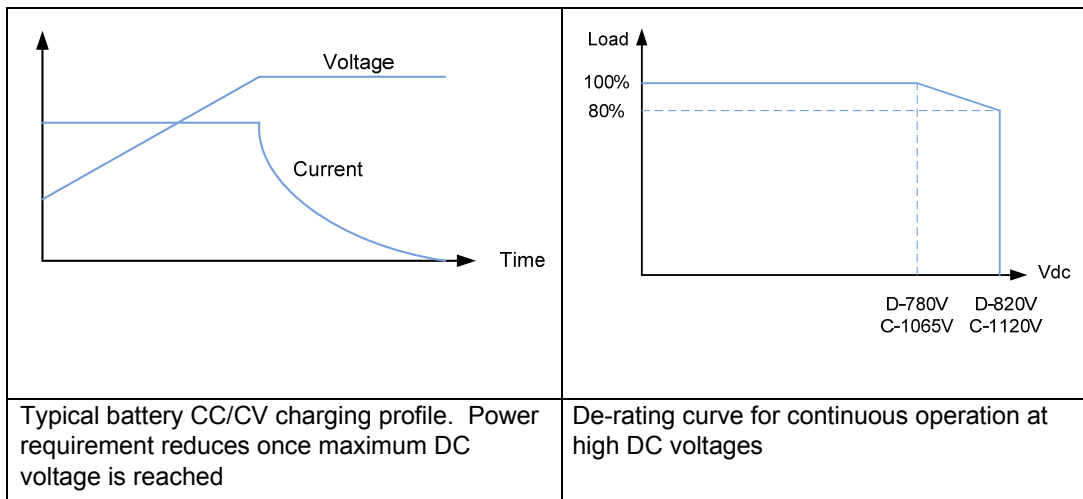 Voltage
Current
Time
Load
100%
80%
Vdc
D-780V D-820V
C-1065V C-1120V
Typical battery CC/CV charging profile.  Power
requirement reduces once maximum DC
voltage is reached
De-rating curve for continuous operation at
high DC voltages